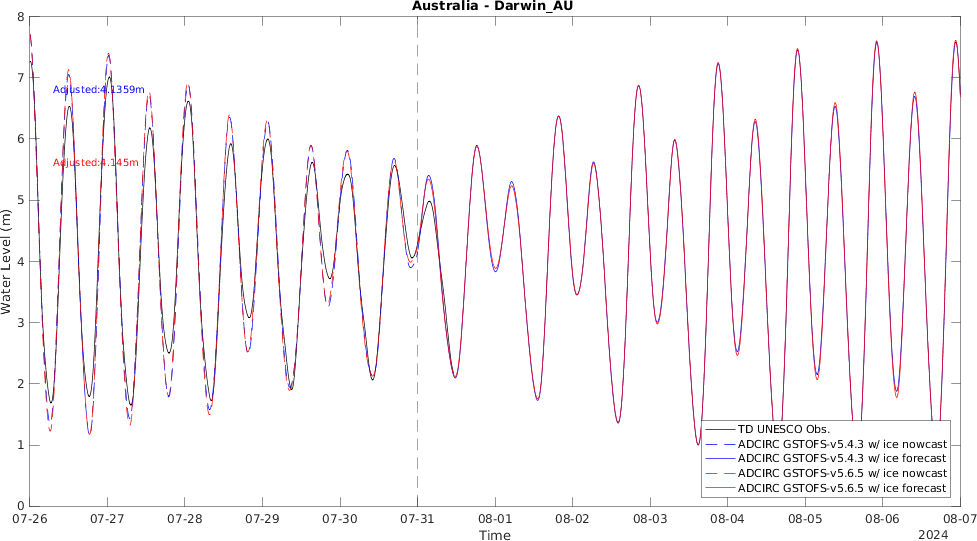 Australia - Darwin_AU
8
7
6
5
4
3
2
1
0
Water Level (m)
Adjusted:4.1359m
Adjusted:4.145m
TD UNESCO Obs.
ADCIRC GSTOFS-v5.4.3 w/ ice nowcast
ADCIRC GSTOFS-v5.4.3 w/ ice forecast
ADCIRC GSTOFS-v5.6.5 w/ ice nowcast
ADCIRC GSTOFS-v5.6.5 w/ ice forecast
07-26 07-27 07-28 07-29 07-30 07-31 08-01 08-02 08-03 08-04 08-05 08-06 08-07
Time
2024